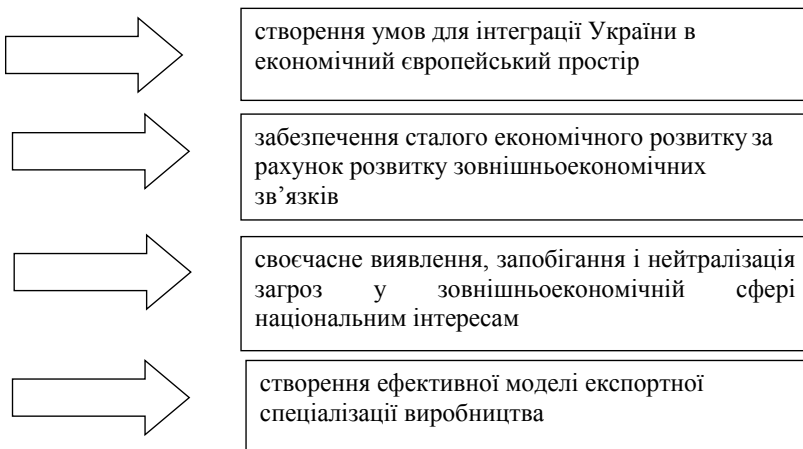 створення умов для інтеграції України в
економічний європейський простір
забезпечення сталого економічного розвитку за
рахунок розвитку зовнішньоекономічних
зв’язків
своєчасне виявлення, запобігання і нейтралізація
загроз у зовнішньоекономічній сфері
національним інтересам
створення ефективної моделі експортної
спеціалізації виробництва